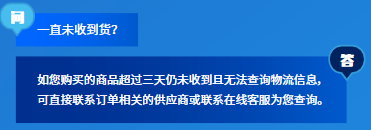 问
一直未收到货?
答
如您购买的商品超过三天仍未收到且无法查询物流信息,
可直接联系订单相关的供应商或联系在线客服为您查询。